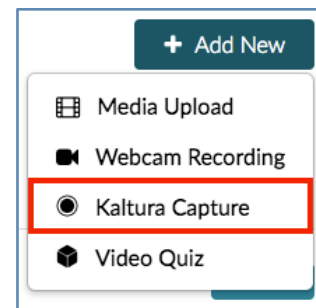 + Add New
Media Upload
Webcam Recording
Kaltura Capture
Video Quiz